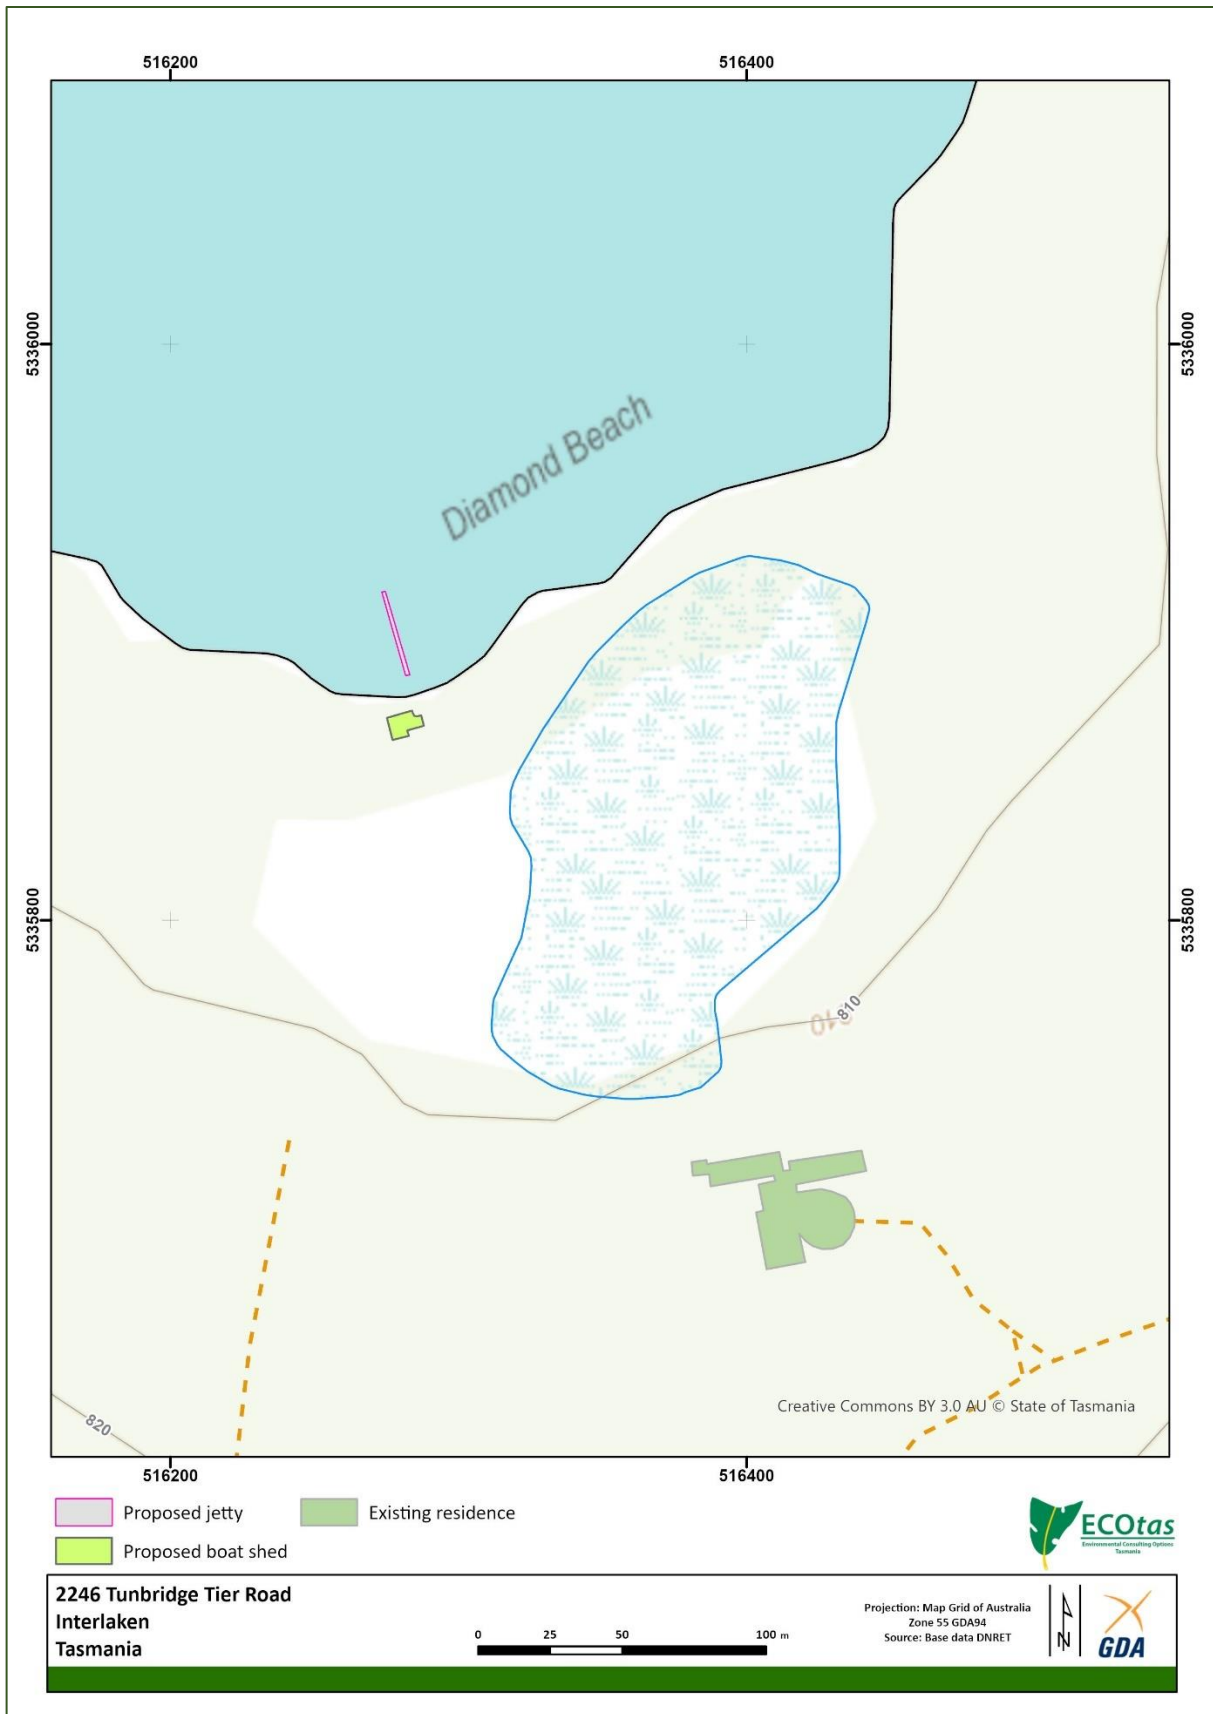 516200
516400
5336000
5336000
Diamond Beach
5335800
5335800
810
810
820
Creative Commons BY 3.0 AU © State of Tasmania
516200
516400
Proposed jetty
Existing residence
Proposed boat shed
ECOtas
Environmental Consulting Options
Tasmania
2246 Tunbridge Tier Road
Interlaken
Tasmania
0 25 50 100 m
Projection: Map Grid of Australia
Zone 55 GDA94
Source: Base data DNRET
N
GDA